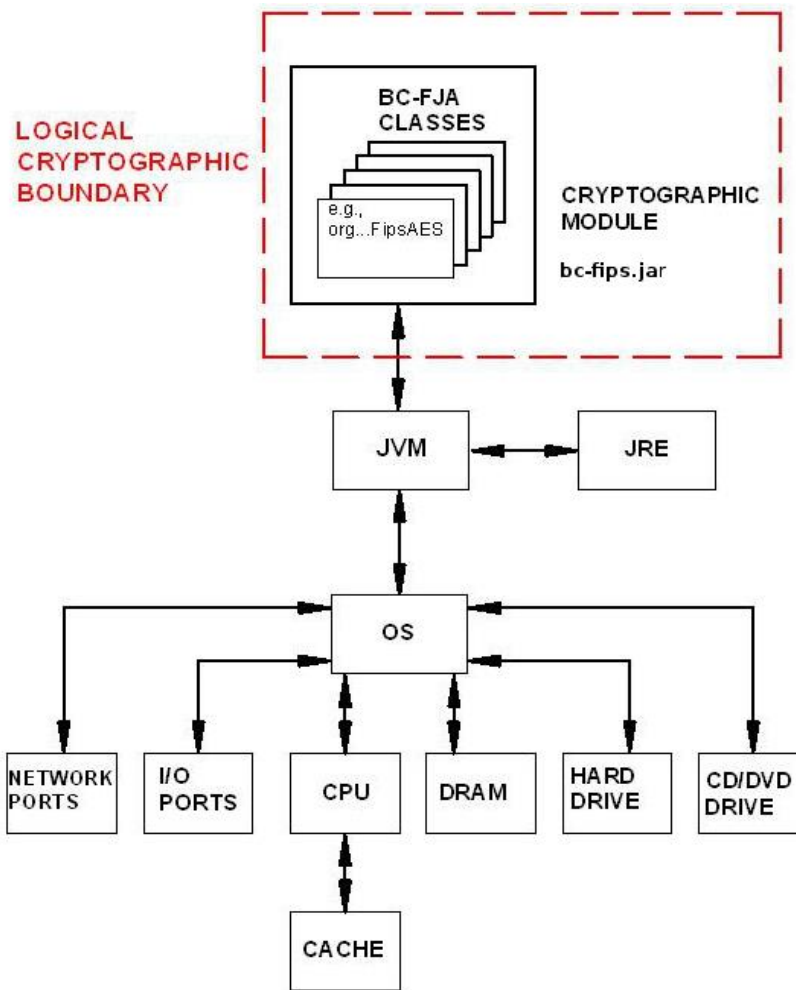 BC-FJA
CLASSES
LOGICAL
CRYPTOGRAPHIC
BOUNDARY
e.g.,
org...FipsAES
CRYPTOGRAPHIC
MODULE
bc-fips.jar
JVM
JRE
OS
NETWORK
PORTS
I/O
PORTS
CPU
DRAM
HARD
DRIVE
CD/DVD
DRIVE
CACHE